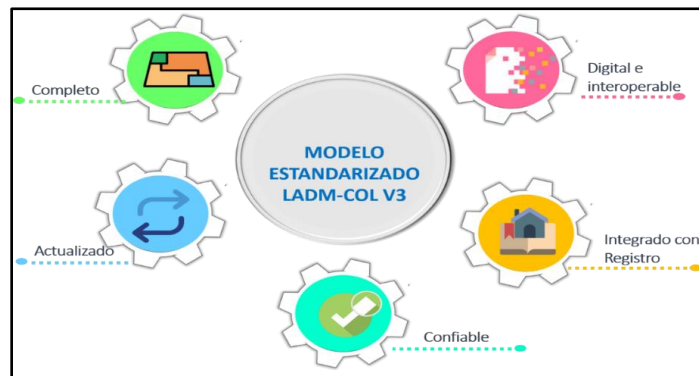 Completo
Digital e
interoperable
MODELO
ESTANDARIZADO
LADM-COL V3
Actualizado
Integrado con
Registro
Confiable